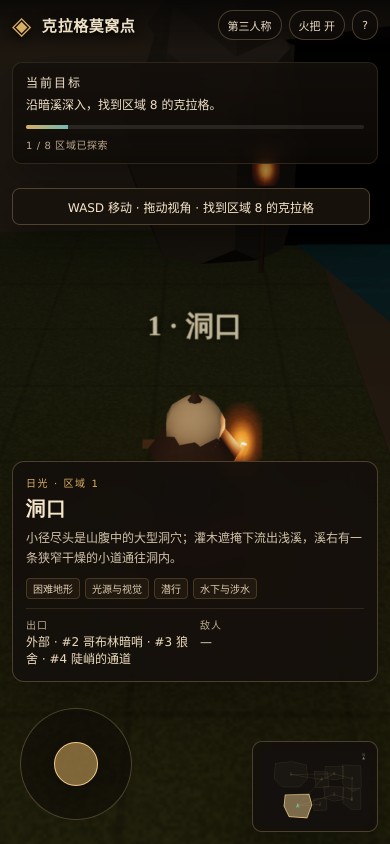 克拉格莫窝点
第三人称
火把 开
?
当前目标
沿暗溪深入，找到区域 8 的克拉格。
1 / 8 区域已探索
WASD 移动 · 拖动视角 · 找到区域 8 的克拉格
1 · 洞口
日光 · 区域 1
洞口
小径尽头是山腹中的大型洞穴；灌木遮掩下流出浅溪，溪右有一
条狭窄干燥的小道通往洞内。
困难地形
光源与视觉
潜行
水下与涉水
出口
外部 · #2 哥布林暗哨 · #3 狼
舍 · #4 陡峭的通道
敌人
—